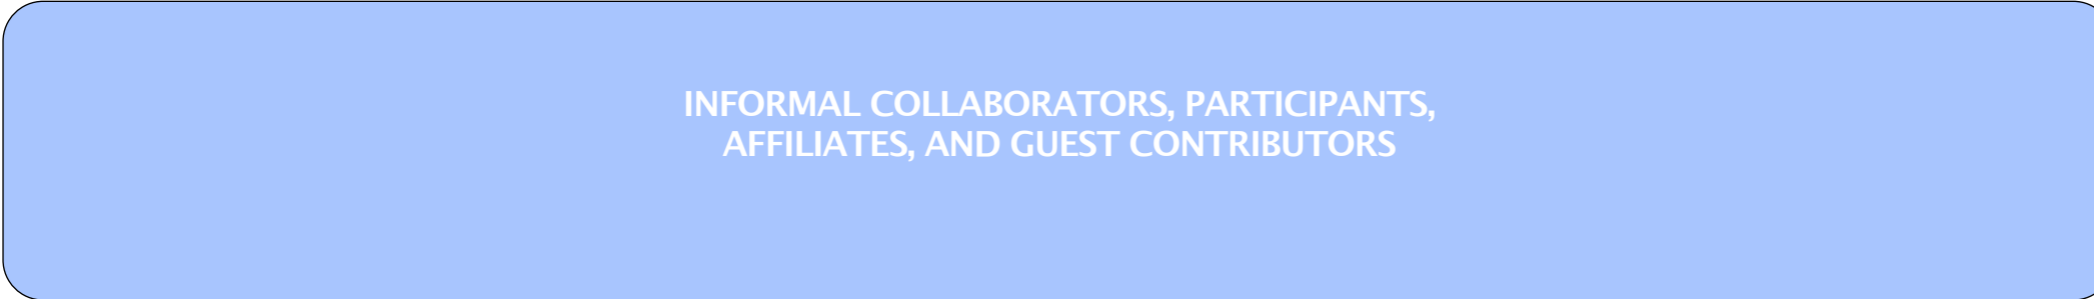 INFORMAL COLLABORATORS, PARTICIPANTS,
AFFILIATES, AND GUEST CONTRIBUTORS